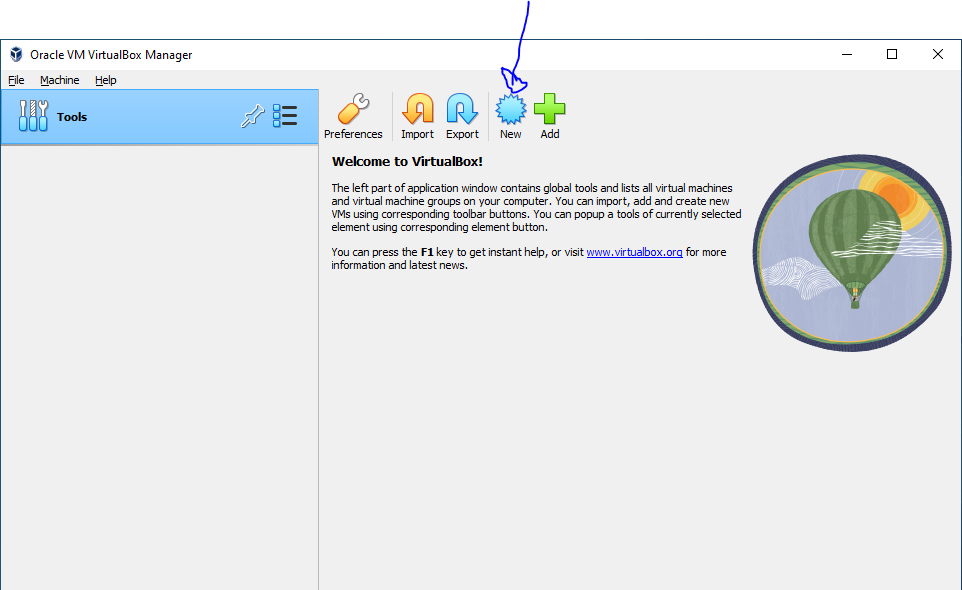 Oracle VM VirtualBox Manager
File Machine Help
Tools
Preferences Import Export New Add
Welcome to VirtualBox!
The left part of application window contains global tools and lists all virtual machines
and virtual machine groups on your computer. You can import, add and create new
VMs using corresponding toolbar buttons. You can popup a tools of currently selected
element using corresponding element button.
You can press the F1 key to get instant help, or visit www.virtualbox.org for more
information and latest news.